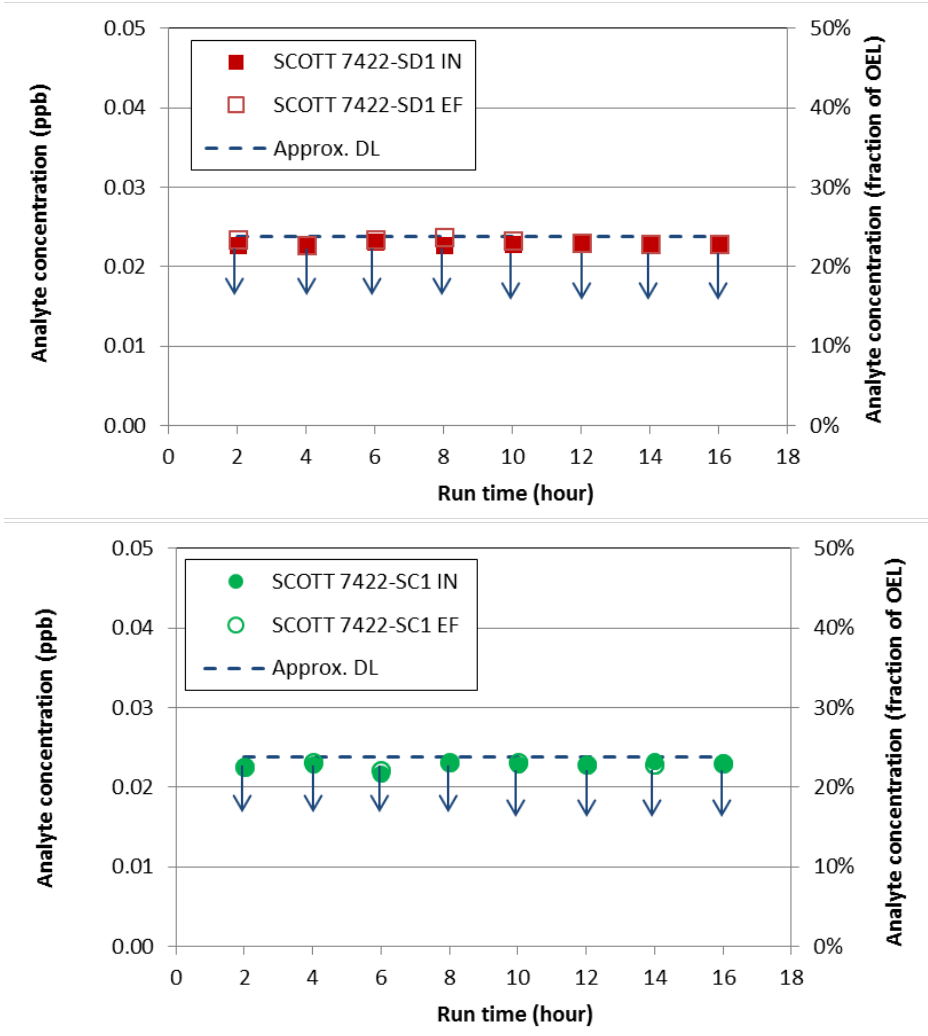 0.05
0.04
0.03
0.02
0.01
0.00
Analyte concentration (ppb)
SCOTT 7422-SD1 IN
SCOTT 7422-SD1 EF
Approx. DL
50%
40%
30%
20%
10%
0%
Analyte concentration (fraction of OEL)
0 2 4 6 8 10 12 14 16 18
Run time (hour)
0.05
0.04
0.03
0.02
0.01
0.00
Analyte concentration (ppb)
SCOTT 7422-SC1 IN
SCOTT 7422-SC1 EF
Approx. DL
50%
40%
30%
20%
10%
0%
Analyte concentration (fraction of OEL)
0 2 4 6 8 10 12 14 16 18
Run time (hour)